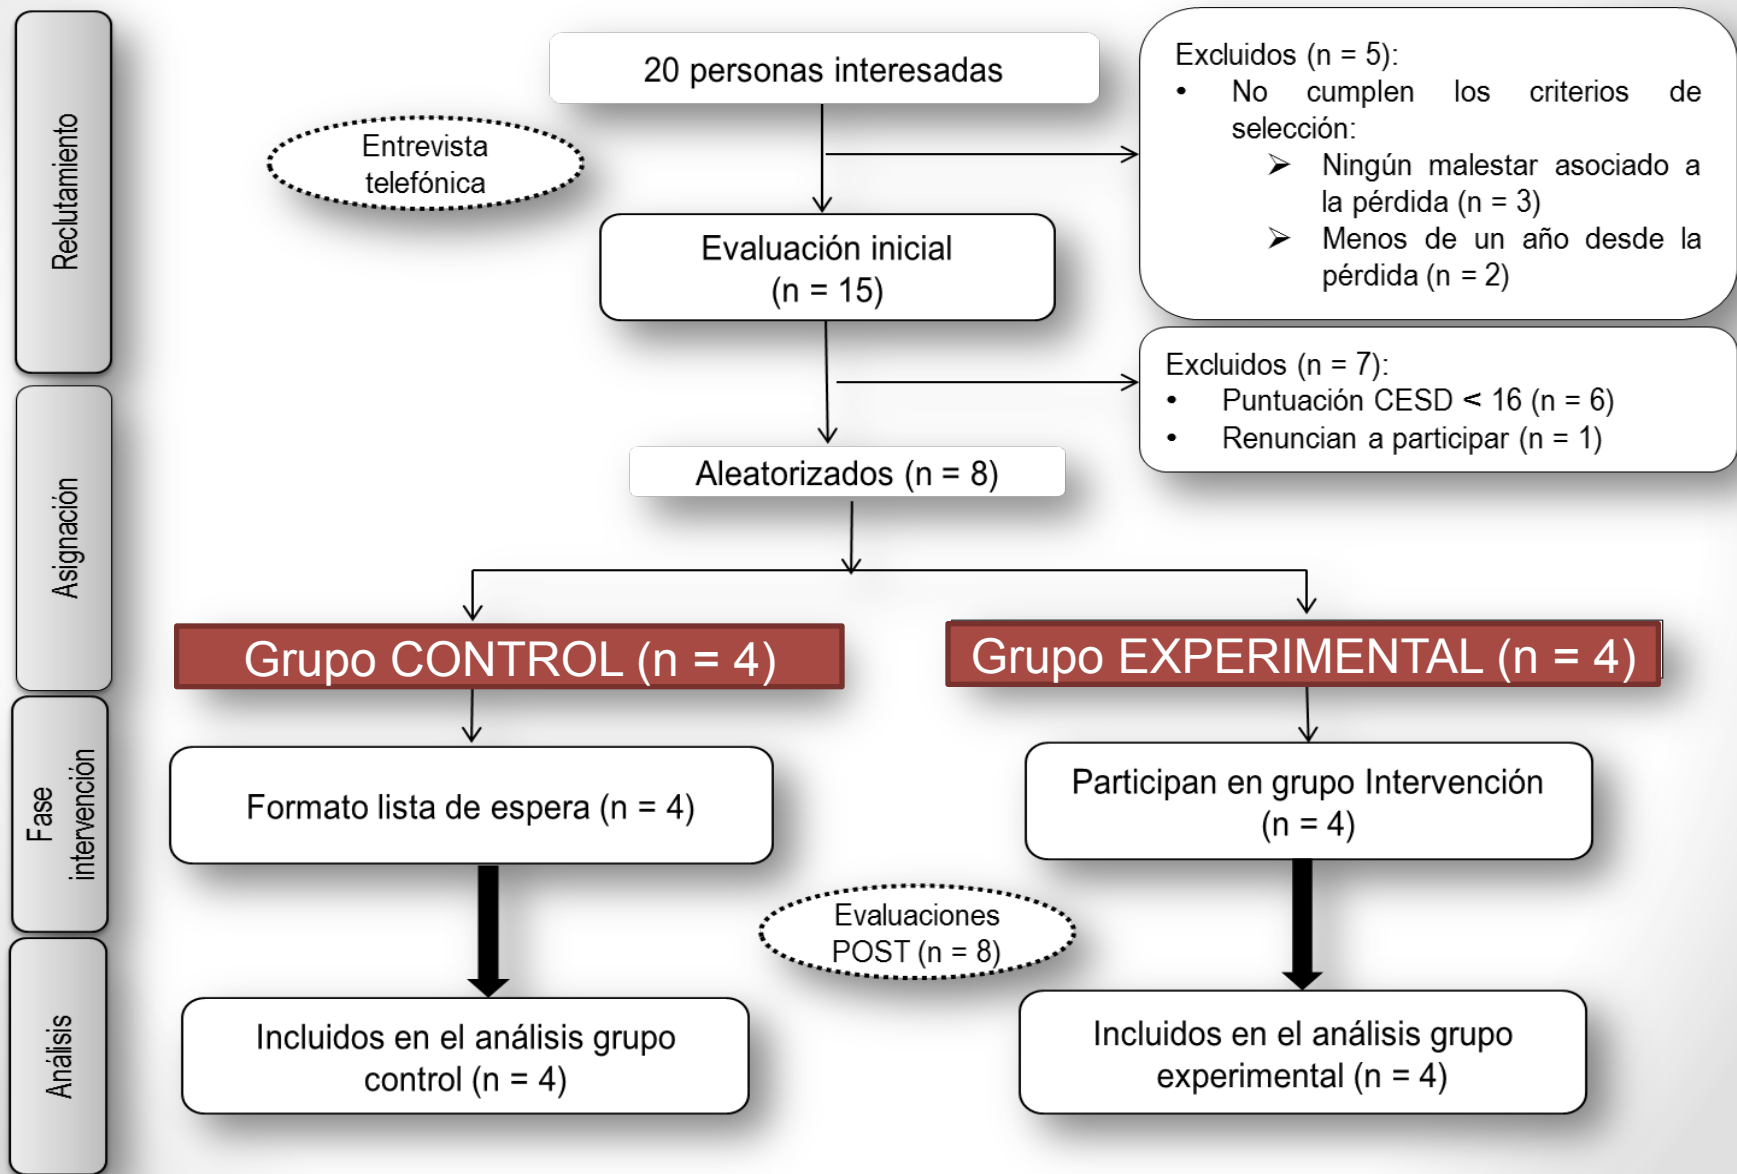 Reclutamiento
20 personas interesadas
Entrevista
telefónica
Excluidos (n = 5):
• No cumplen los criterios de
selección:
➢ Ningún malestar asociado a
la pérdida (n = 3)
➢ Menos de un año desde la
pérdida (n = 2)
Evaluación inicial
(n = 15)
Excluidos (n = 7):
• Puntuación CESD < 16 (n = 6)
• Renuncian a participar (n = 1)
Asignación
Aleatorizados (n = 8)
Grupo CONTROL (n = 4)
Grupo EXPERIMENTAL (n = 4)
Fase
intervención
Formato lista de espera (n = 4)
Participan en grupo Intervención
(n = 4)
Evaluaciones
POST (n = 8)
Análisis
Incluidos en el análisis grupo
control (n = 4)
Incluidos en el análisis grupo
experimental (n = 4)